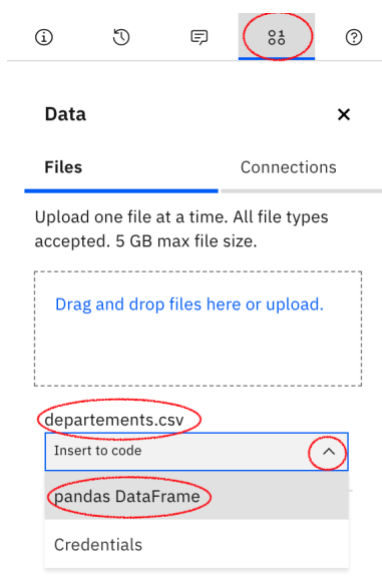 Data
Files
Connections
Upload one file at a time. All file types
accepted. 5 GB max file size.
Drag and drop files here or upload.
departements.csv
Insert to code
pandas DataFrame
Credentials